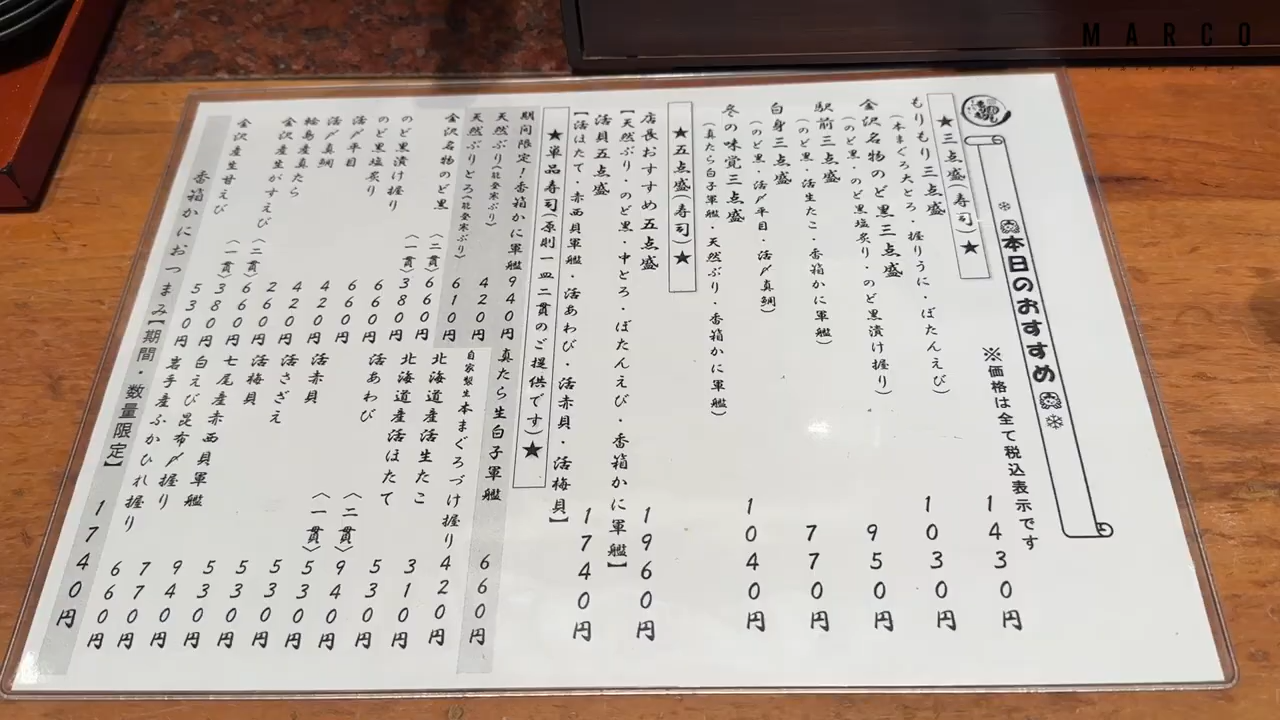 MARCO
本日のおすすめ
※価格は全て税込表示です
★三点盛(寿司)★
もりもり三点盛 1430円
(本まぐろ大とろ・握りうに・ぼたんえび)
金沢名物のど黒三点盛 1030円
(のど黒・のど黒塩炙り・のど黒漬け握り)
駅前三点盛 950円
(のど黒・活生たこ・香箱かに軍艦)
白身三点盛 770円
(のど黒・活〆平目・活〆真鯛)
冬の味覚三点盛 1040円
(真たら白子軍艦・天然ぶり・香箱かに軍艦)
★五点盛(寿司)★
店長おすすめ五点盛 1960円
【天然ぶり・のど黒・中とろ・ぼたんえび・香箱かに軍艦】
活貝五点盛 1740円
【活ほたて・赤西貝軍艦・活あわび・活赤貝・活梅貝】
★単品寿司(原則一皿二貫のご提供です)★
期間限定!香箱かに軍艦 940円
天然ぶり(能登寒ぶり) 420円
天然ぶりとろ(能登寒ぶり) 610円
金沢名物のど黒 〈二貫〉660円
〈一貫〉380円
のど黒漬け握り 660円
のど黒塩炙り 660円
活〆平目 420円
活〆真鯛 420円
輪島産真たら 260円
金沢産生がすえび 〈二貫〉660円
〈一貫〉380円
金沢産生甘えび 530円
真たら生白子軍艦 660円
自家製生本まぐろづけ握り 420円
北海道産活生たこ 310円
北海道産活ほたて 530円
活あわび 〈二貫〉940円
〈一貫〉530円
活赤貝 530円
活さざえ 530円
活梅貝 530円
七尾産赤西貝軍艦 940円
白えび昆布〆握り 770円
岩手産ふかひれ握り 660円
香箱かにおつまみ【期間・数量限定】 1740円